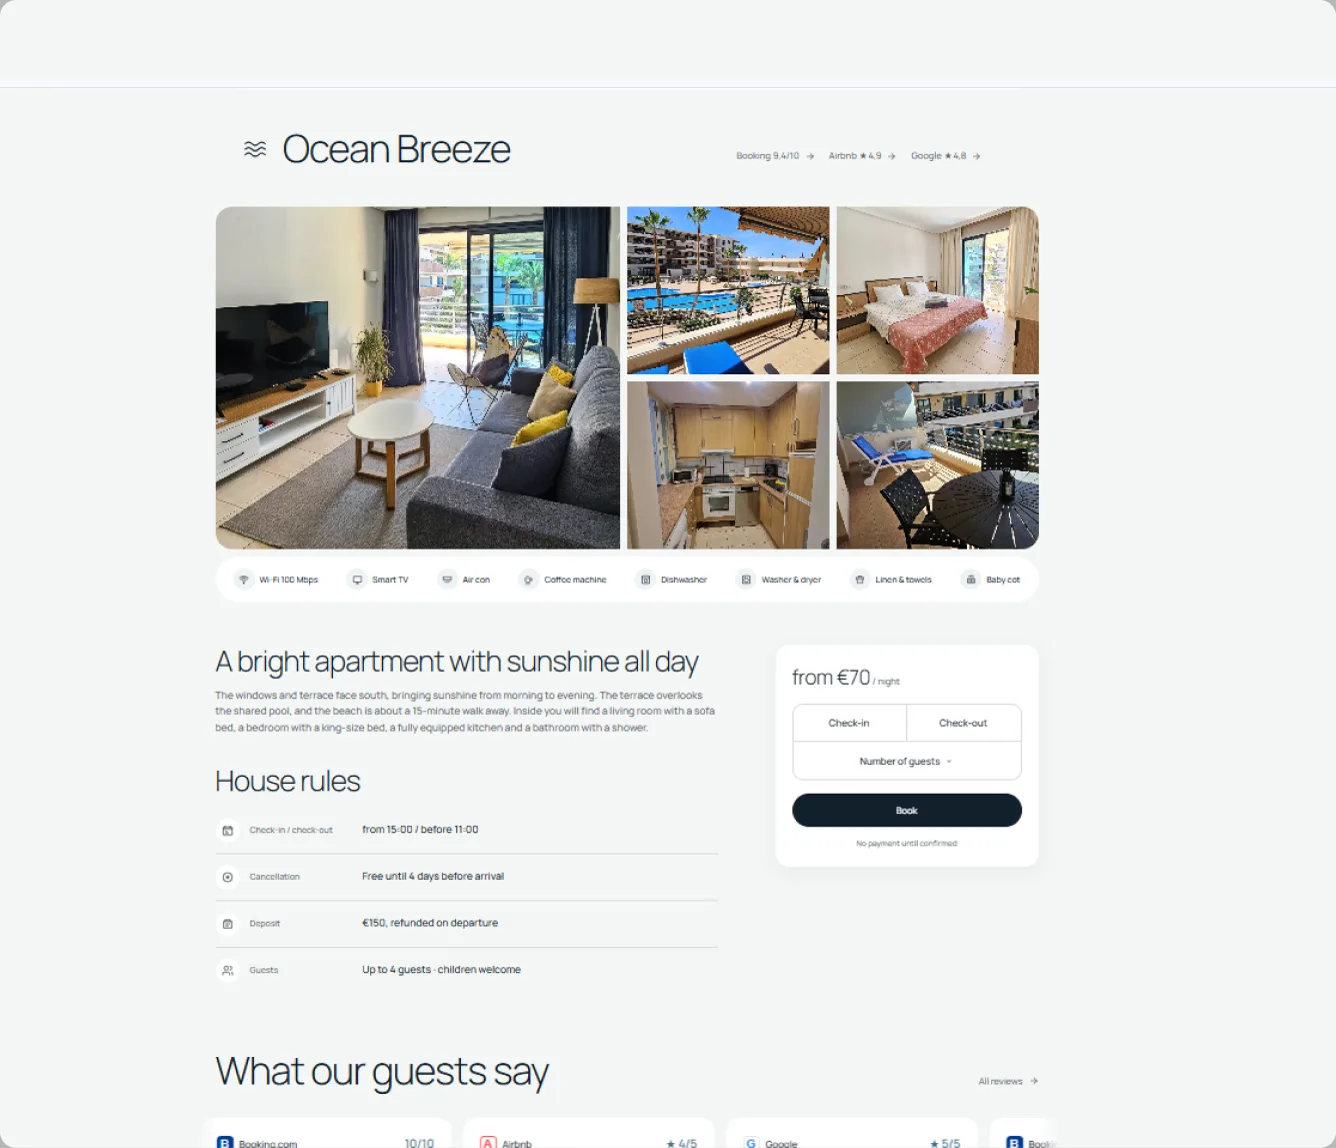 Ocean Breeze
Booking 9,4/10 → Airbnb ★ 4,9 → Google ★ 4,8 →
Wi-Fi 100 Mbps Smart TV Air con Coffee machine Dishwasher Washer & dryer Linen & towels Baby cot
A bright apartment with sunshine all day
The windows and terrace face south, bringing sunshine from morning to evening. The terrace overlooks
the shared pool, and the beach is about a 15-minute walk away. Inside you will find a living room with a sofa
bed, a bedroom with a king-size bed, a fully equipped kitchen and a bathroom with a shower.
from €70 / night
Check-in Check-out
Number of guests
Book
No payment until confirmed
House rules
Check-in / check-out from 15:00 / before 11:00
Cancellation Free until 4 days before arrival
Deposit €150, refunded on departure
Guests Up to 4 guests · children welcome
What our guests say
All reviews →
B Booking.com 10/10
A Airbnb ★ 4/5
G Google ★ 5/5
B